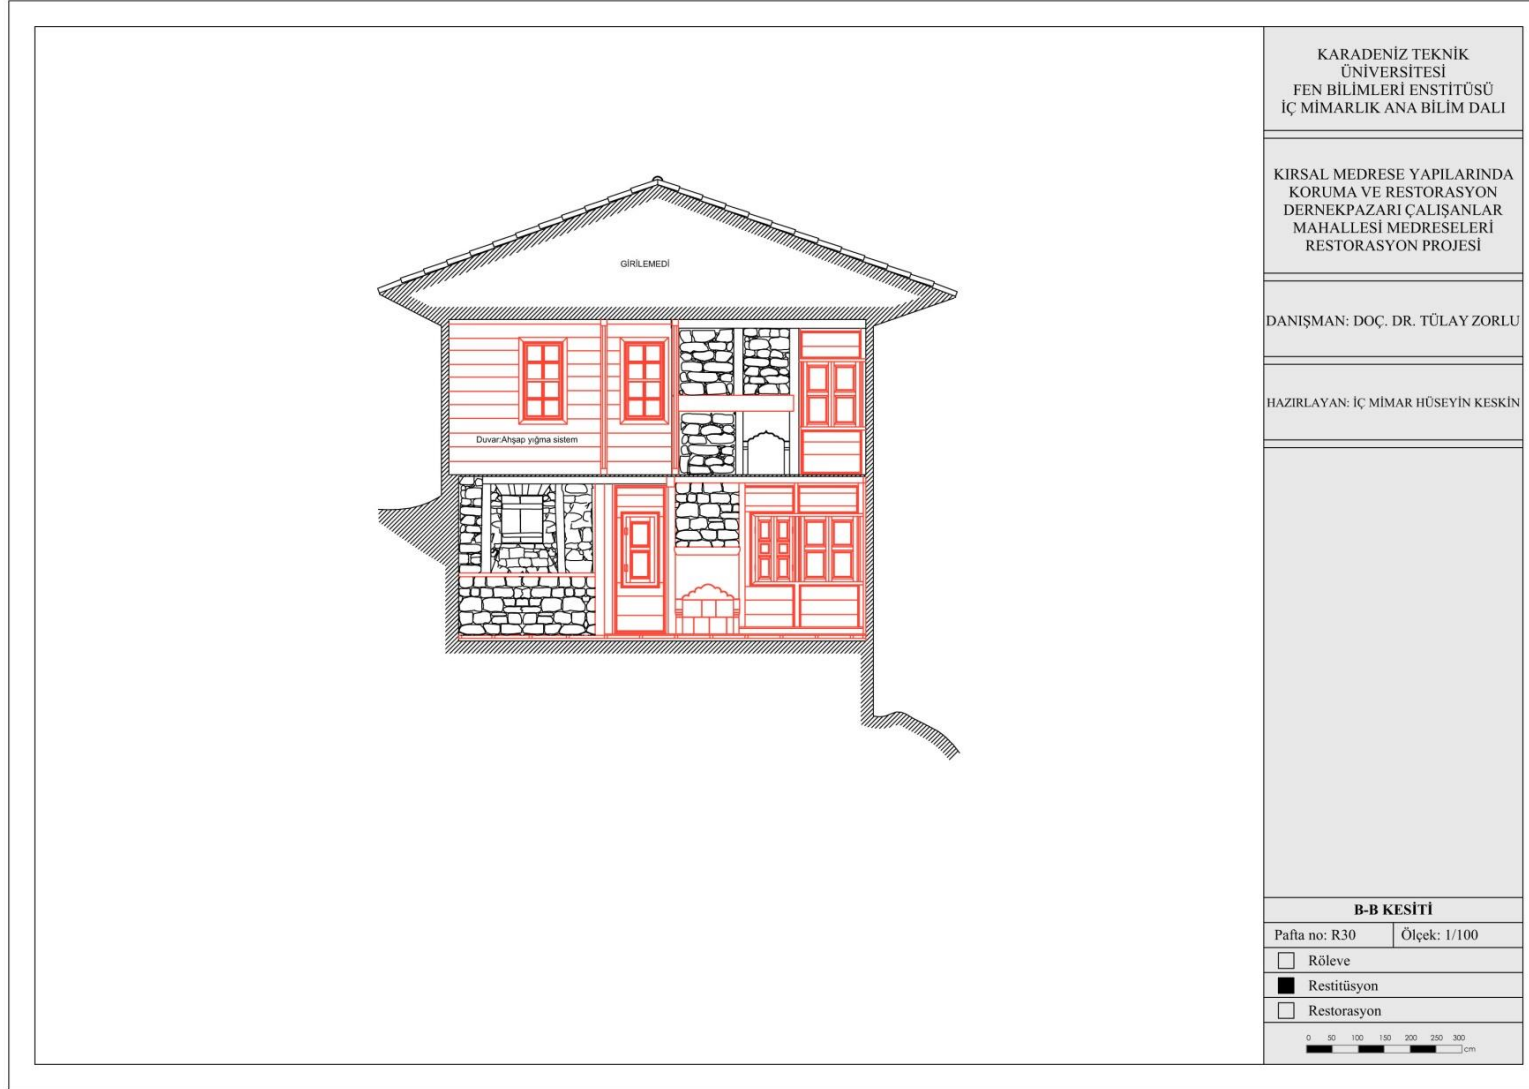 KARADENİZ TEKNİK
ÜNİVERSİTESİ
FEN BİLİMLERİ ENSTİTÜSÜ
İÇ MİMARLIK ANA BİLİM DALI
KIRSAL MEDRESE YAPILARINDA
KORUMA VE RESTORASYON
DERNEKPAZARI ÇALIŞANLAR
MAHALLESİ MEDRESELERİ
RESTORASYON PROJESİ
DANIŞMAN: DOÇ. DR. TÜLAY ZORLU
HAZIRLAYAN: İÇ MİMAR HÜSEYİN KESKİN
GİRİLEMEDİ
Duvar:Ahşap yığma sistem
B-B KESİTİ
Pafta no: R30 Ölçek: 1/100
Röleve
Restitüsyon
Restorasyon
0 50 100 150 200 250 300
cm